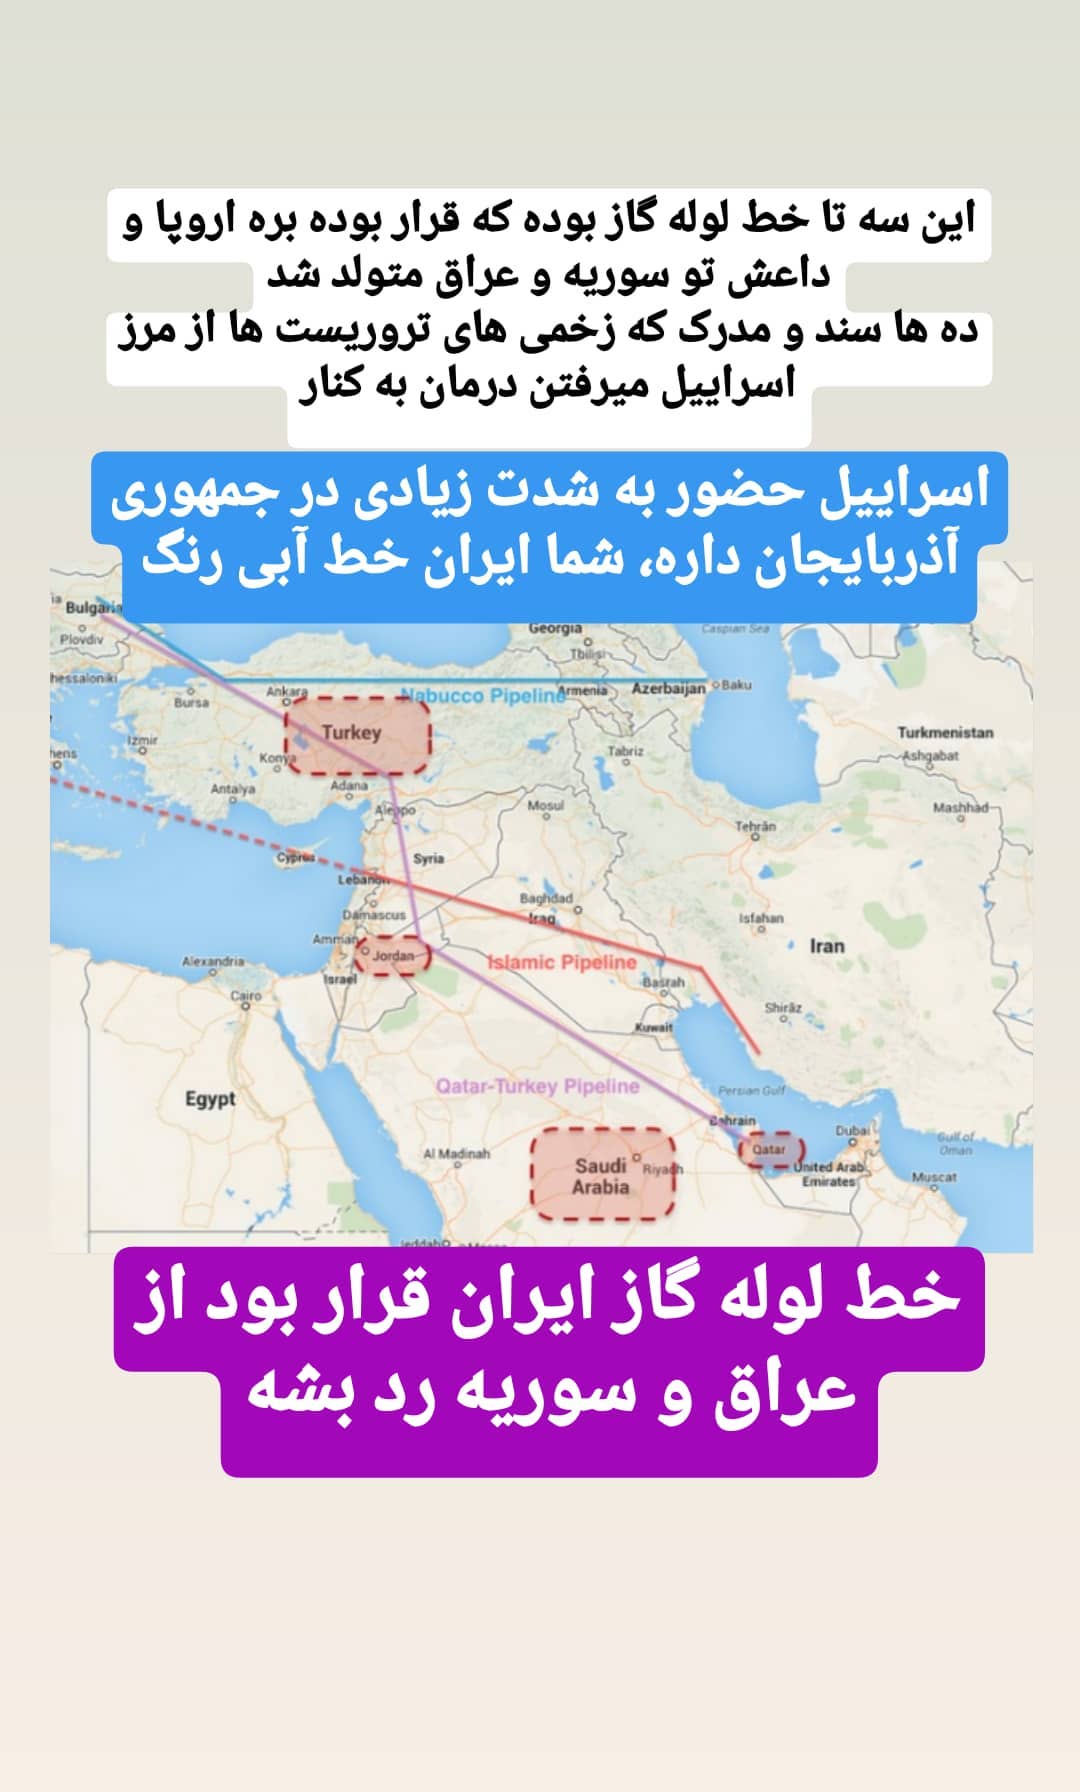 این سه تا خط لوله گاز بوده که قرار بوده بره اروپا و
داعش تو سوریه و عراق متولد شد
ده ها سند و مدرک که زخمی های تروریست ها از مرز
اسراییل میرفتن درمان به کنار
اسراییل حضور به شدت زیادی در جمهوری
آذربایجان داره، شما ایران خط آبی رنگ
Bulgaria
Plovdiv
Georgia
Caspian Sea
Tbilisi
hessaloniki
Bursa
Ankara
Nabucco Pipeline
Armenia
Azerbaijan
Baku
Turkey
Izmir
Konya
Tabriz
Turkmenistan
Ashgabat
hens
Antalya
Adana
Aleppo
Mosul
Mashhad
Tehrān
Cyprus
Syria
Lebanon
Baghdad
Iraq
Damascus
Isfahan
Iran
Amman
Jordan
Alexandria
Israel
Islamic Pipeline
Basrah
Cairo
Shirāz
Kuwait
Egypt
Qatar-Turkey Pipeline
Persian Gulf
Bahrain
Dubai
Gulf of
Oman
Qatar
Al Madinah
Saudi
Arabia
Riyadh
United Arab
Emirates
Muscat
jeddah
خط لوله گاز ایران قرار بود از
عراق و سوریه رد بشه